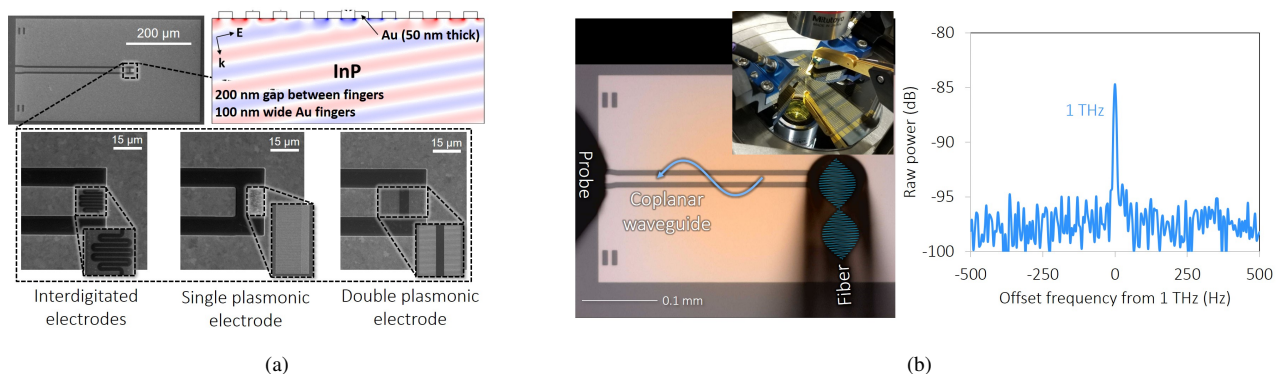 200 µm
E
k
Au (50 nm thick)
InP
200 nm gap between fingers
100 nm wide Au fingers
15 µm
15 µm
15 µm
Interdigitated
electrodes
Single plasmonic
electrode
Double plasmonic
electrode
(a)
Mitutoyo
Probe
Coplanar
waveguide
Fiber
0.1 mm
Raw power (dB)
-80
-85
-90
-95
-100
1 THz
-500
-250
0
250
500
Offset frequency from 1 THz (Hz)
(b)